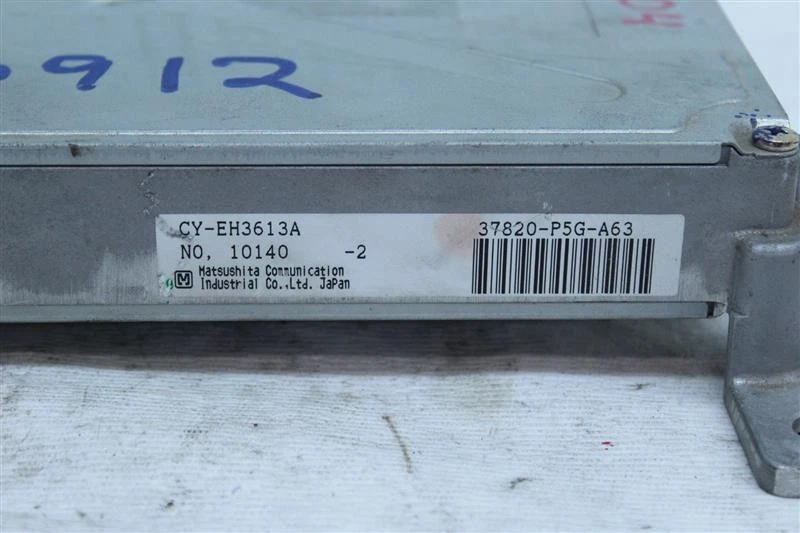 912
CY-EH3613A
37820-P5G-A63
NO, 10140 -2
M Matsushita Communication
Industrial Co.,Ltd. JaPan